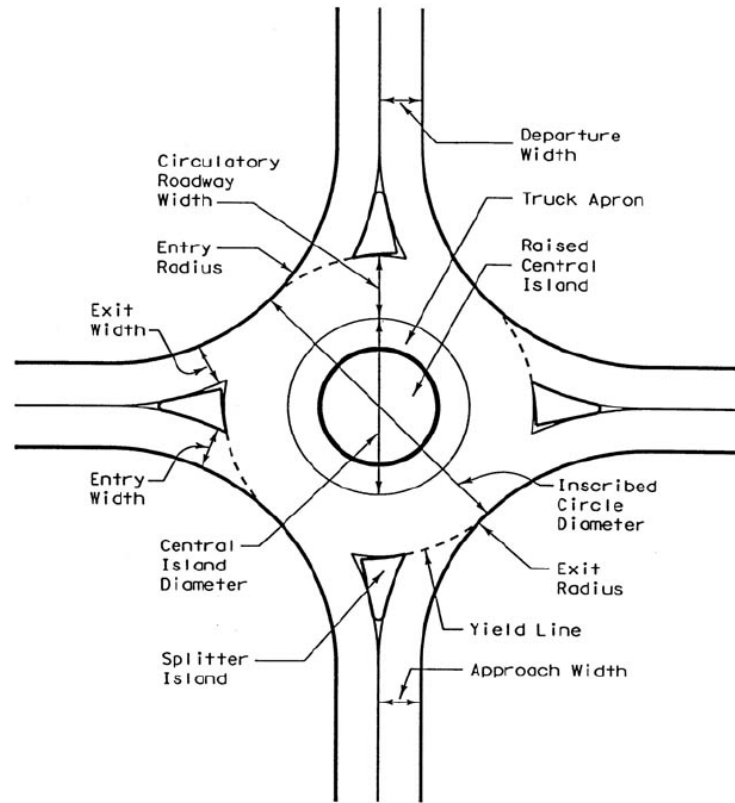 Departure
Width
Circulatory
Roadway
Width
Truck Apron
Entry
Radius
Raised
Central
Island
Exit
Width
Entry
Width
Inscribed
Circle
Diameter
Central
Island
Diameter
Exit
Radius
Yield Line
Splitter
Island
Approach Width